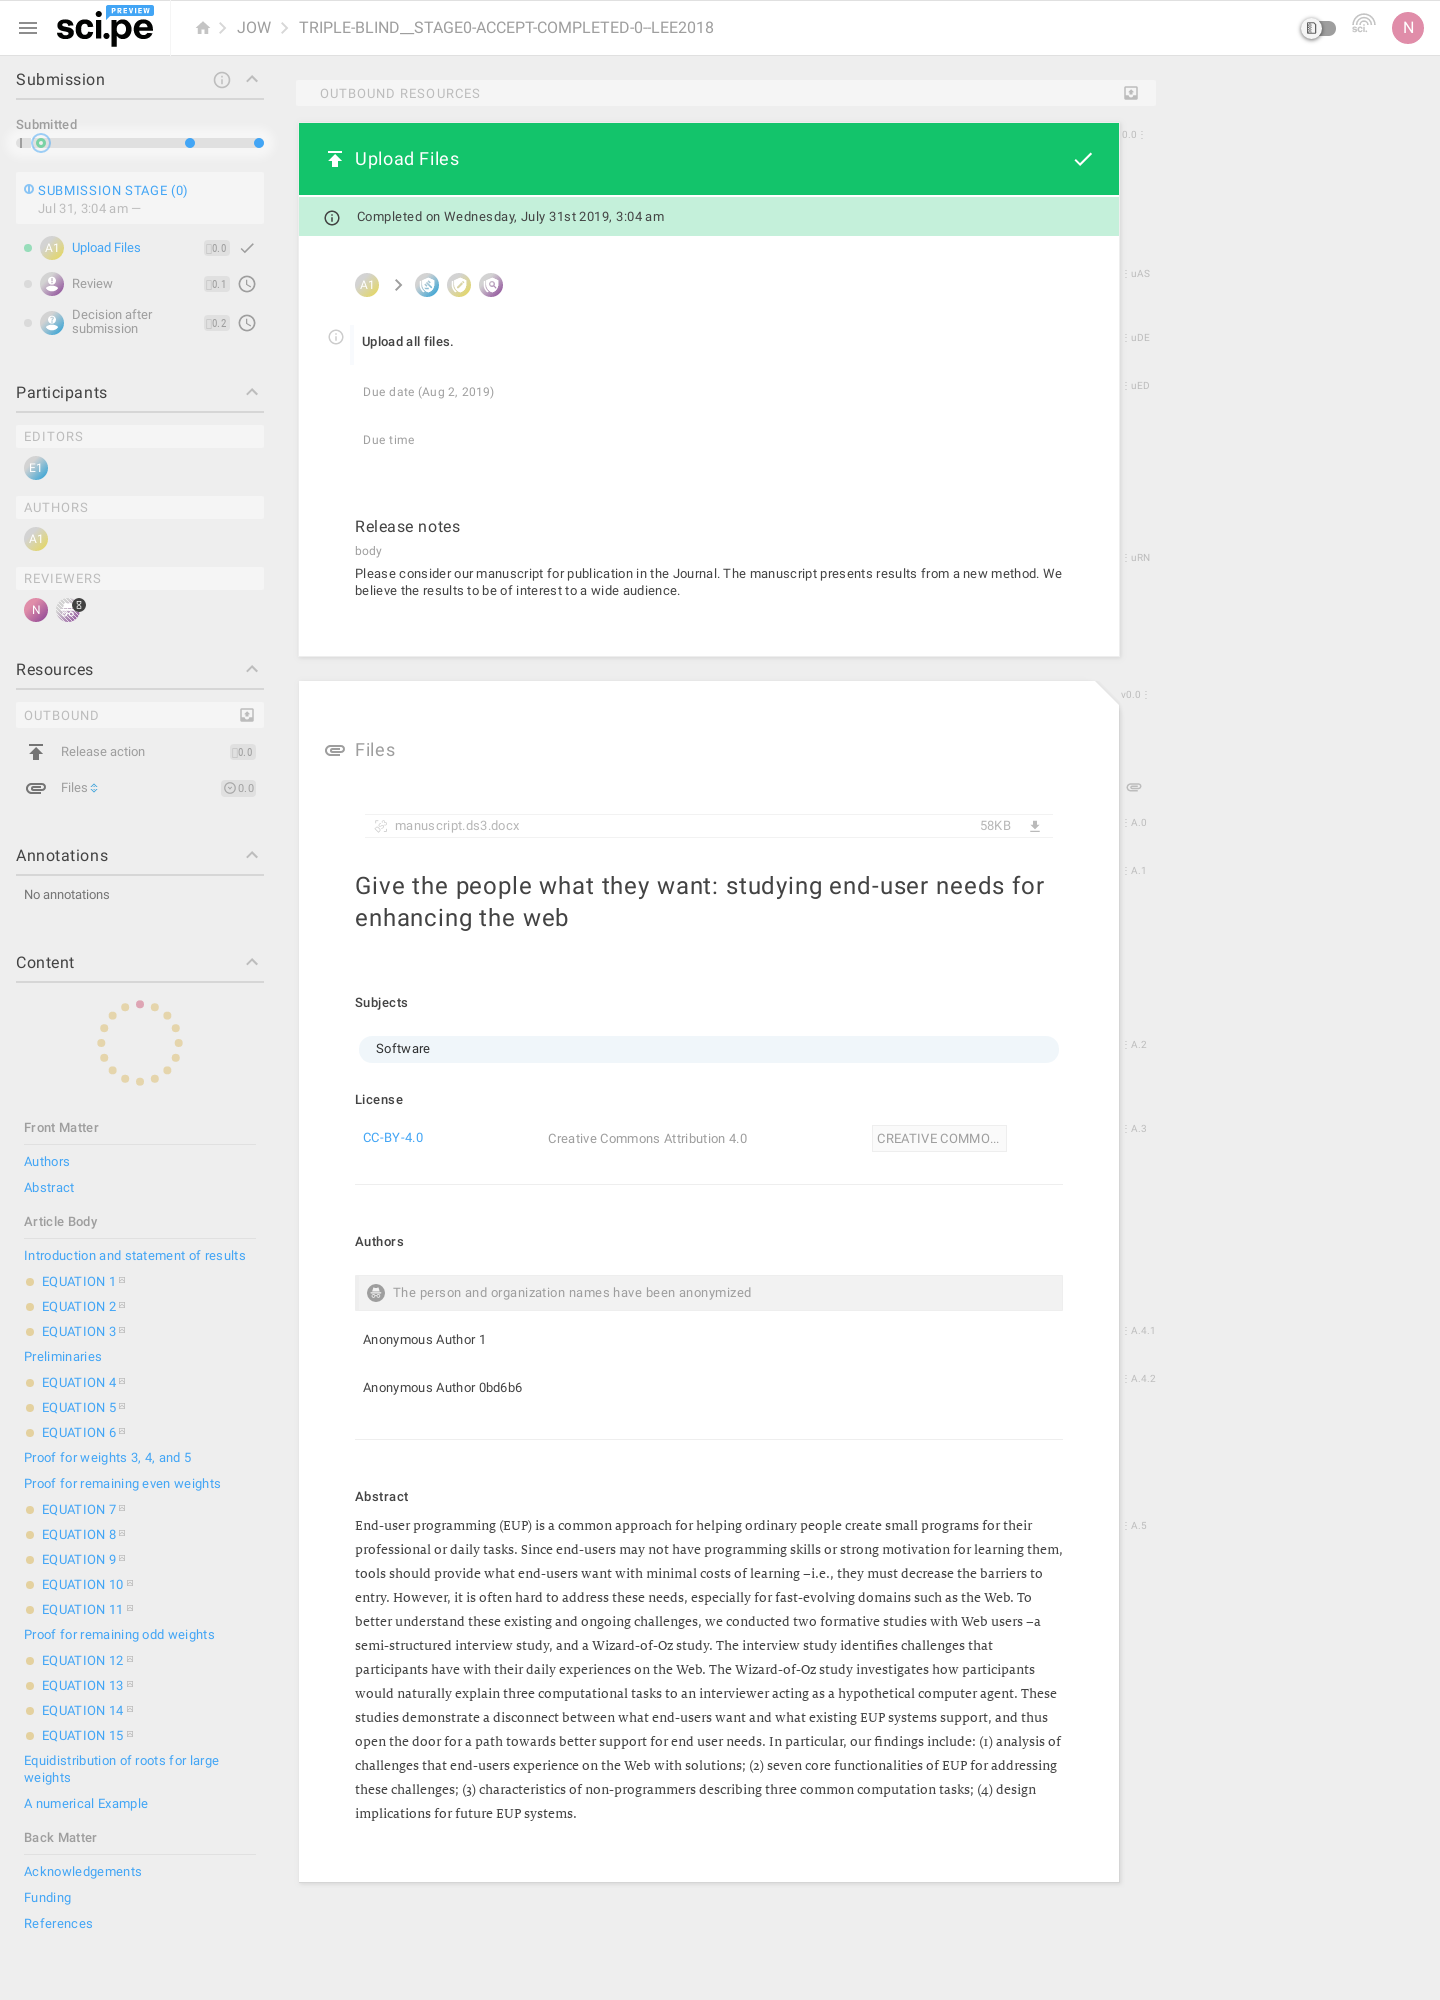 sci.pe PREVIEW
JOW
TRIPLE-BLIND__STAGE0-ACCEPT-COMPLETED-0--LEE2018
sci.
N
Submission
Submitted
SUBMISSION STAGE (0)
Jul 31, 3:04 am —
A1 Upload Files 0.0
Review 0.1
Decision after
submission
0.2
Participants
EDITORS
E1
AUTHORS
A1
REVIEWERS
N
Resources
OUTBOUND
Release action 0.0
Files 0.0
Annotations
No annotations
Content
Front Matter
Authors
Abstract
Article Body
Introduction and statement of results
EQUATION 1
EQUATION 2
EQUATION 3
Preliminaries
EQUATION 4
EQUATION 5
EQUATION 6
Proof for weights 3, 4, and 5
Proof for remaining even weights
EQUATION 7
EQUATION 8
EQUATION 9
EQUATION 10
EQUATION 11
Proof for remaining odd weights
EQUATION 12
EQUATION 13
EQUATION 14
EQUATION 15
Equidistribution of roots for large
weights
A numerical Example
Back Matter
Acknowledgements
Funding
References
OUTBOUND RESOURCES
0.0
Upload Files
Completed on Wednesday, July 31st 2019, 3:04 am
A1
uAS
Upload all files.
uDE
Due date (Aug 2, 2019)
uED
Due time
Release notes
body
uRN
Please consider our manuscript for publication in the Journal. The manuscript presents results from a new method. We
believe the results to be of interest to a wide audience.
v0.0
Files
manuscript.ds3.docx 58KB
A.0
Give the people what they want: studying end-user needs for
enhancing the web
A.1
Subjects
Software
A.2
License
CC-BY-4.0 Creative Commons Attribution 4.0 CREATIVE COMMO...
A.3
Authors
The person and organization names have been anonymized
Anonymous Author 1
A.4.1
Anonymous Author 0bd6b6
A.4.2
Abstract
A.5
End-user programming (EUP) is a common approach for helping ordinary people create small programs for their
professional or daily tasks. Since end-users may not have programming skills or strong motivation for learning them,
tools should provide what end-users want with minimal costs of learning –i.e., they must decrease the barriers to
entry. However, it is often hard to address these needs, especially for fast-evolving domains such as the Web. To
better understand these existing and ongoing challenges, we conducted two formative studies with Web users –a
semi-structured interview study, and a Wizard-of-Oz study. The interview study identifies challenges that
participants have with their daily experiences on the Web. The Wizard-of-Oz study investigates how participants
would naturally explain three computational tasks to an interviewer acting as a hypothetical computer agent. These
studies demonstrate a disconnect between what end-users want and what existing EUP systems support, and thus
open the door for a path towards better support for end user needs. In particular, our findings include: (1) analysis of
challenges that end-users experience on the Web with solutions; (2) seven core functionalities of EUP for addressing
these challenges; (3) characteristics of non-programmers describing three common computation tasks; (4) design
implications for future EUP systems.